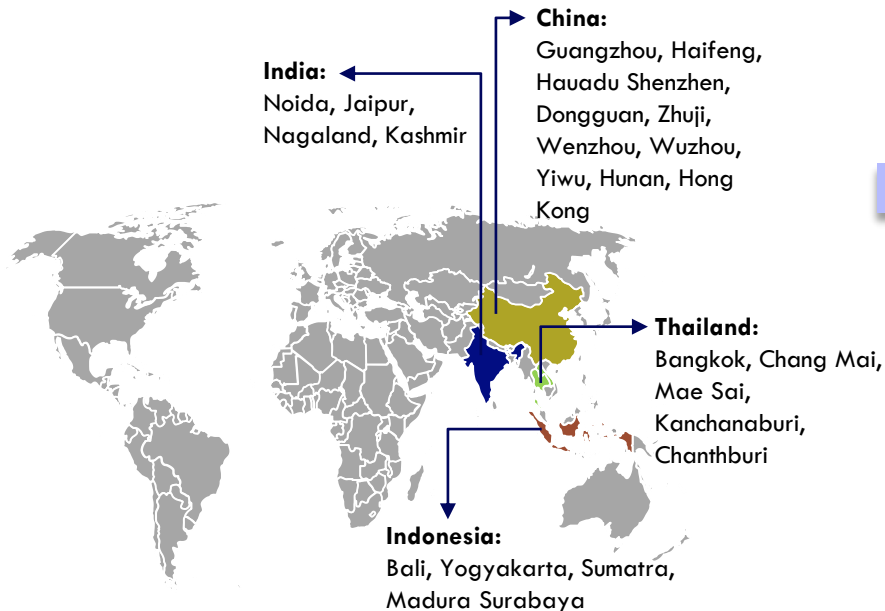 China:
Guangzhou, Haifeng,
Hauadu Shenzhen,
Dongguan, Zhuji,
Wenzhou, Wuzhou,
Yiwu, Hunan, Hong
Kong
India:
Noida, Jaipur,
Nagaland, Kashmir
Thailand:
Bangkok, Chang Mai,
Mae Sai,
Kanchanaburi,
Chanthburi
Indonesia:
Bali, Yogyakarta, Sumatra,
Madura Surabaya